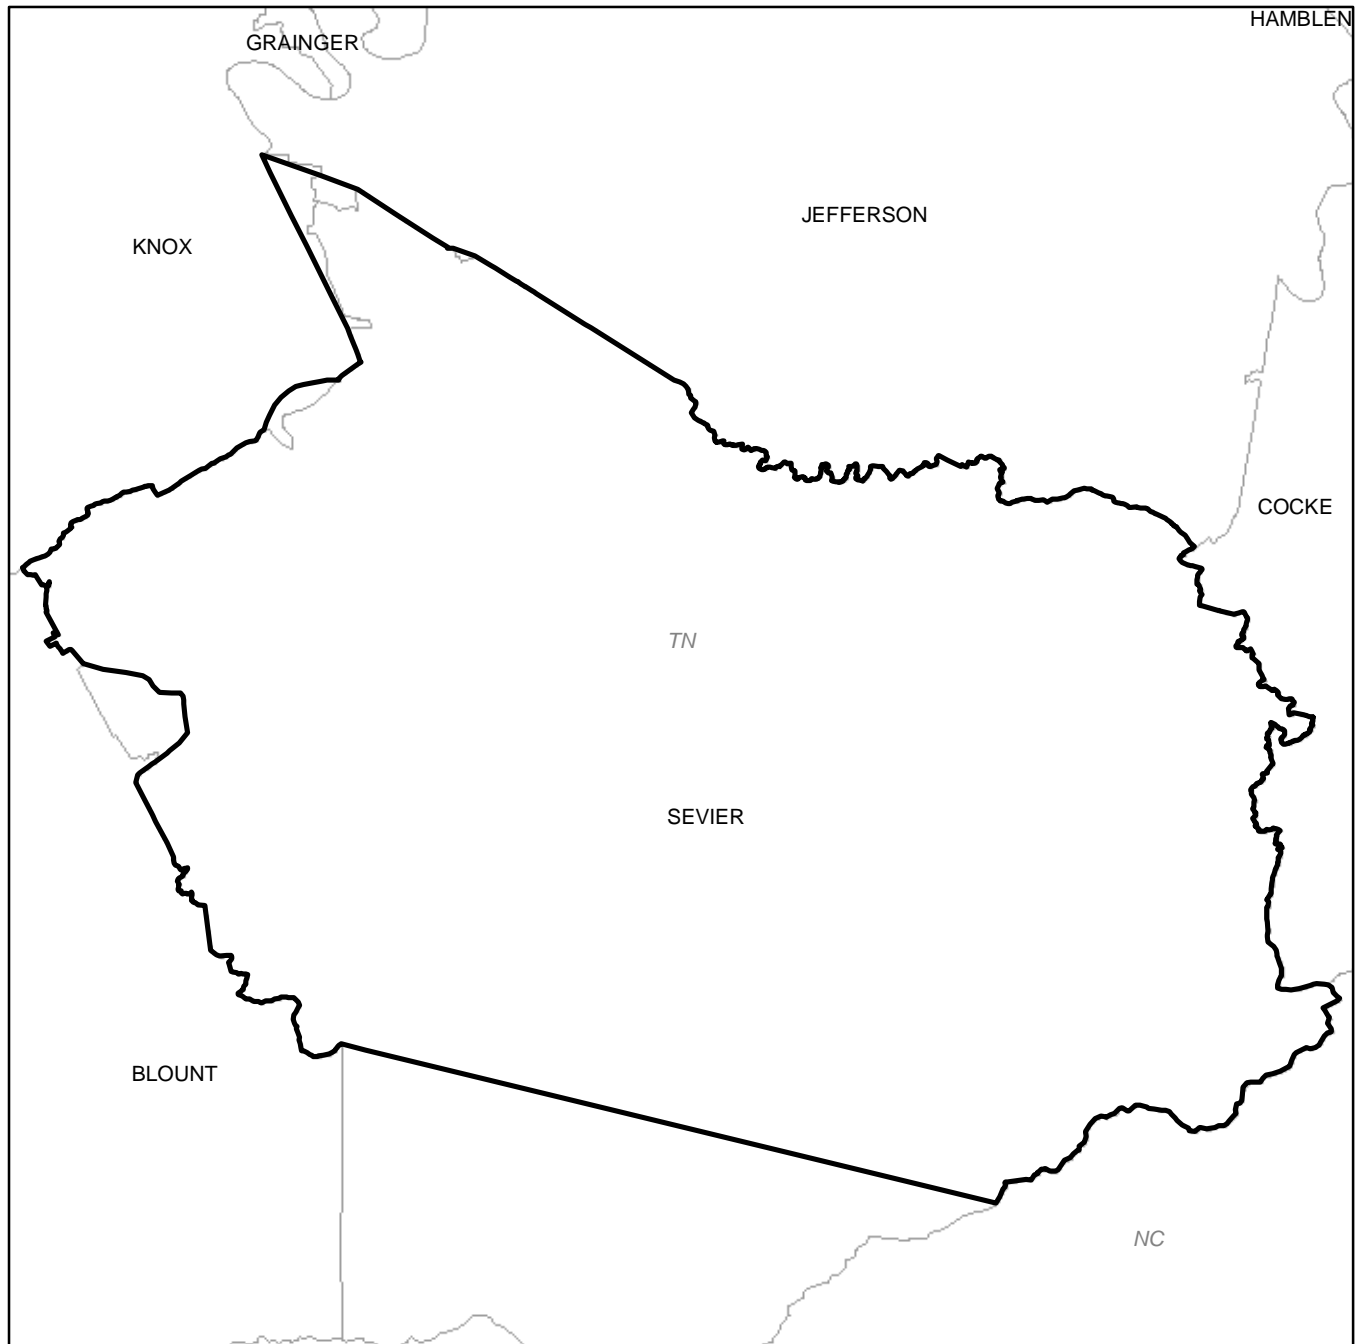 HAMBLEN
GRAINGER
JEFFERSON
KNOX
COCKE
TN
SEVIER
BLOUNT
NC